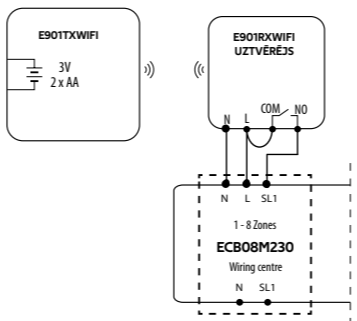 E901TXWIFI
3V
2 x AA
E901RXWIFI
UZTVĒRĒJS
COM NO
N L
N L SL1
1 - 8 Zones
ECB08M230
Wiring centre
N SL1